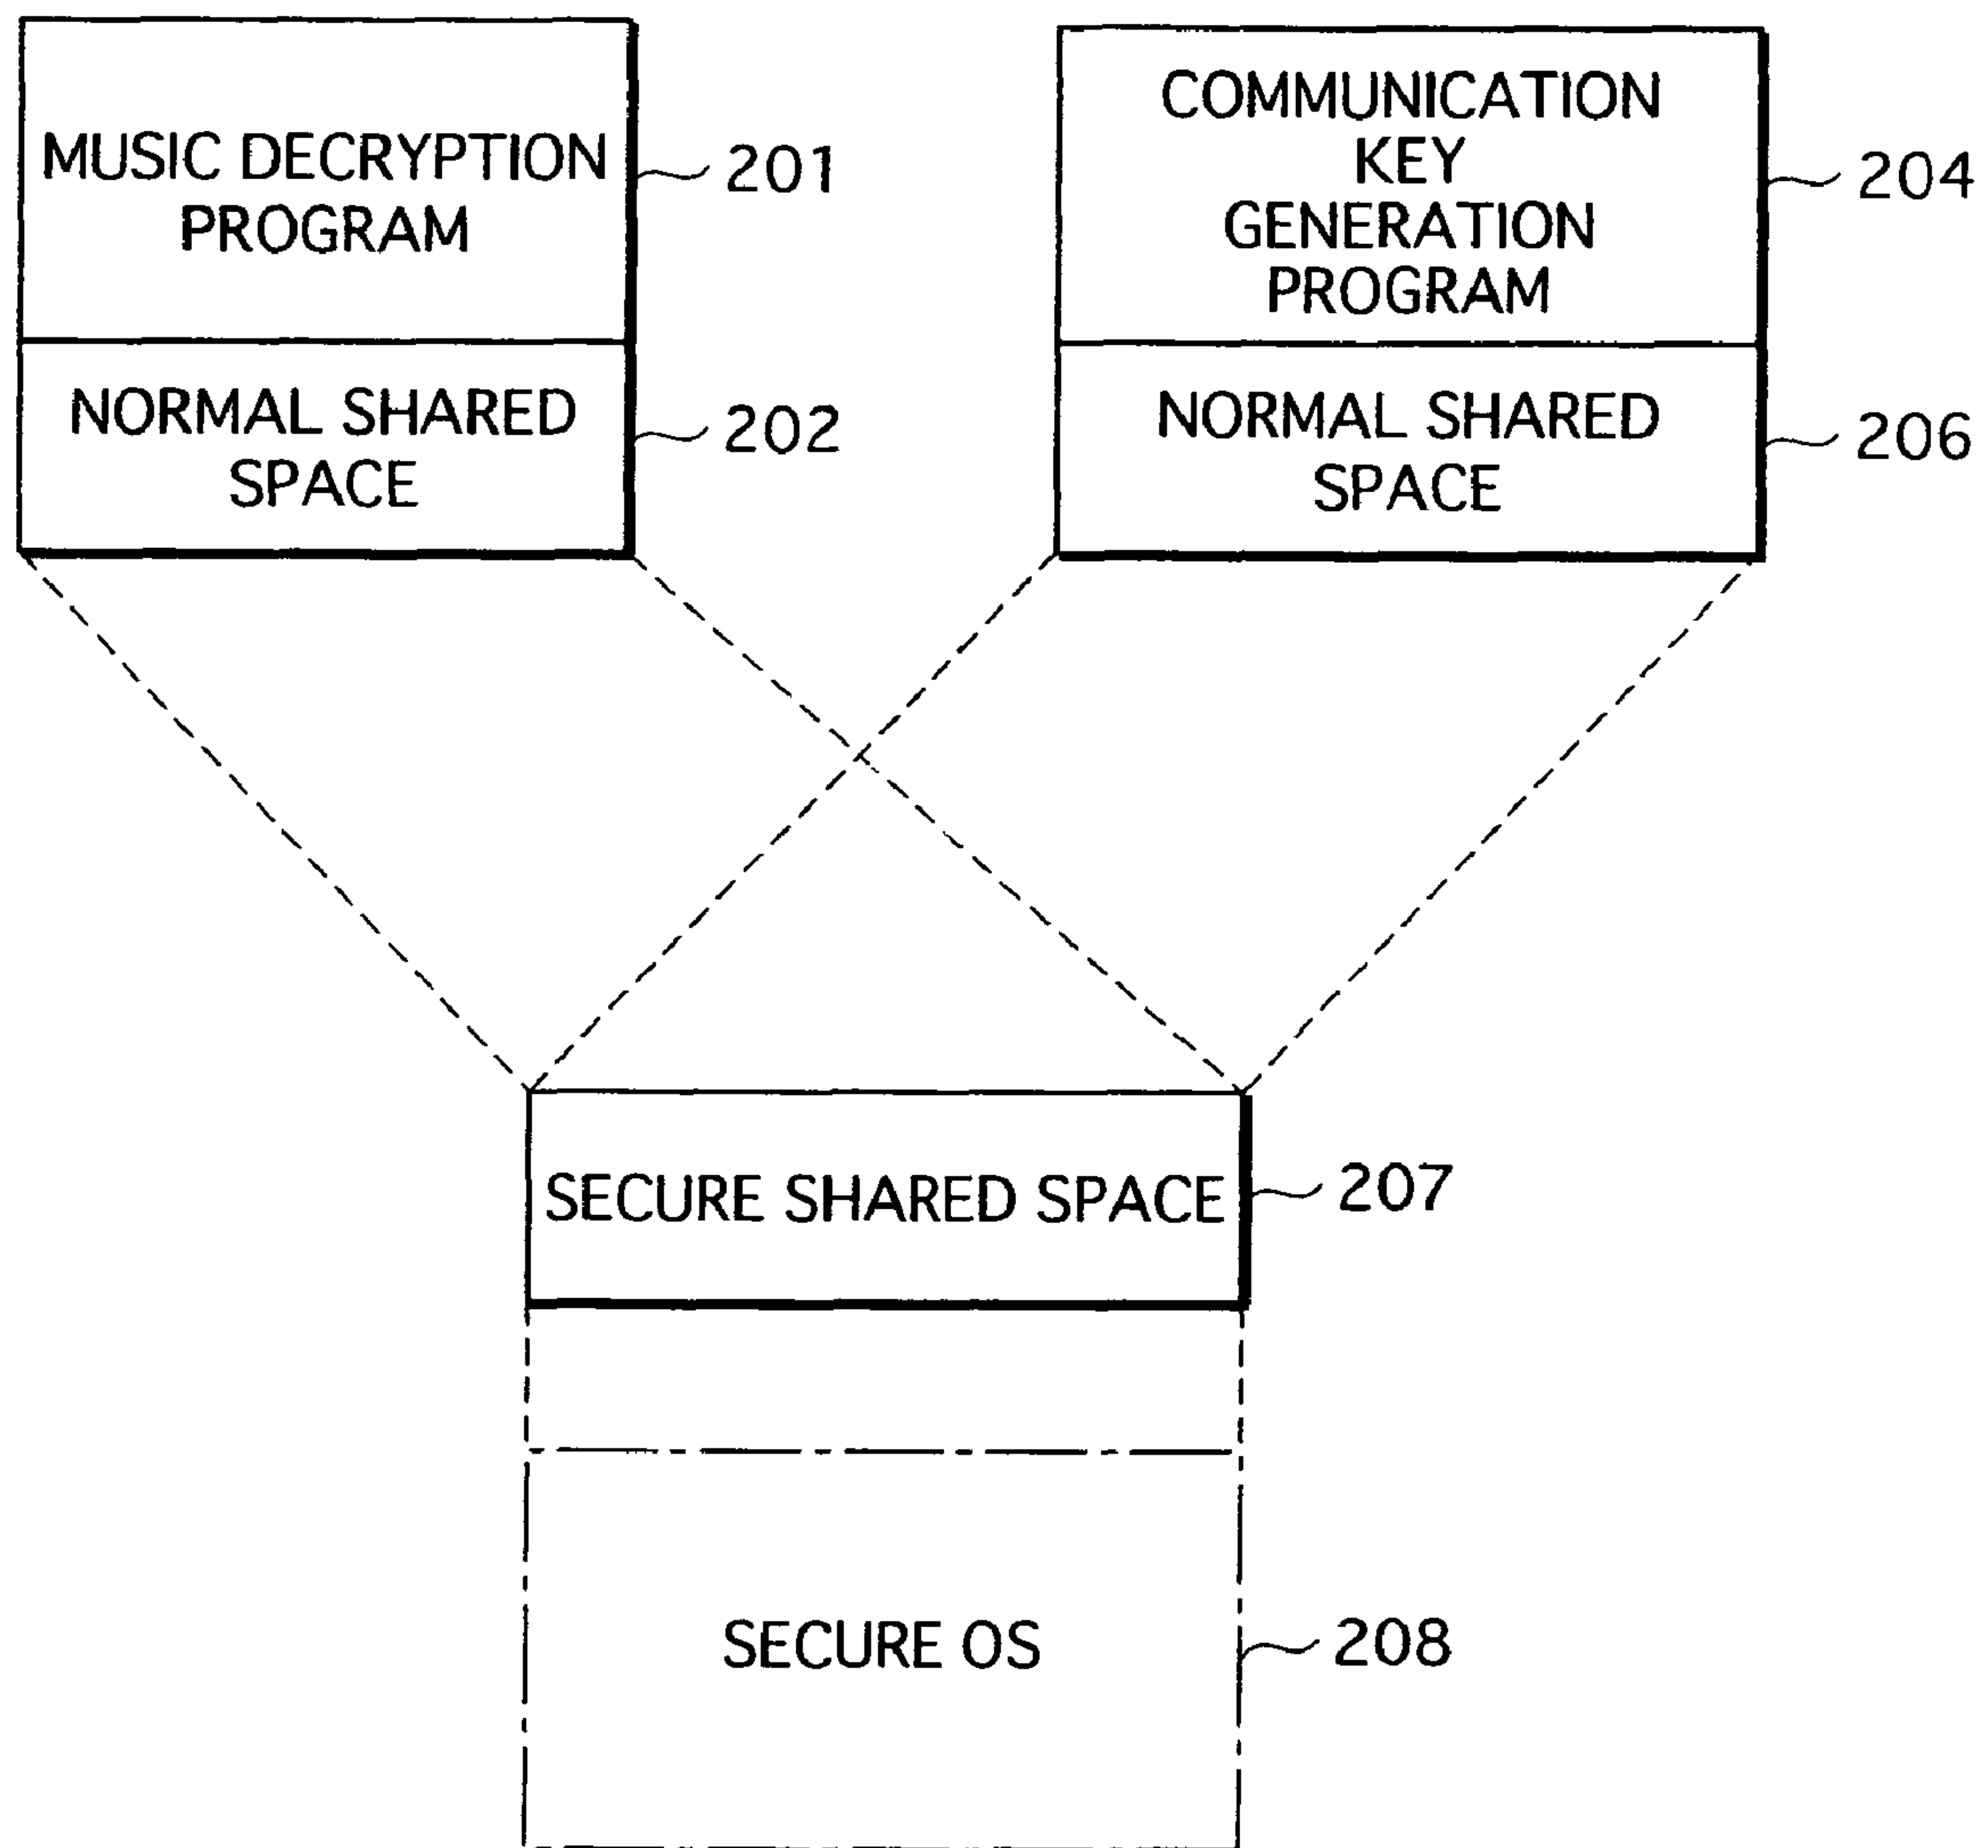 MUSIC DECRYPTION
PROGRAM
201
NORMAL SHARED
SPACE
202
COMMUNICATION
KEY
GENERATION
PROGRAM
204
NORMAL SHARED
SPACE
206
SECURE SHARED SPACE
207
SECURE OS
208